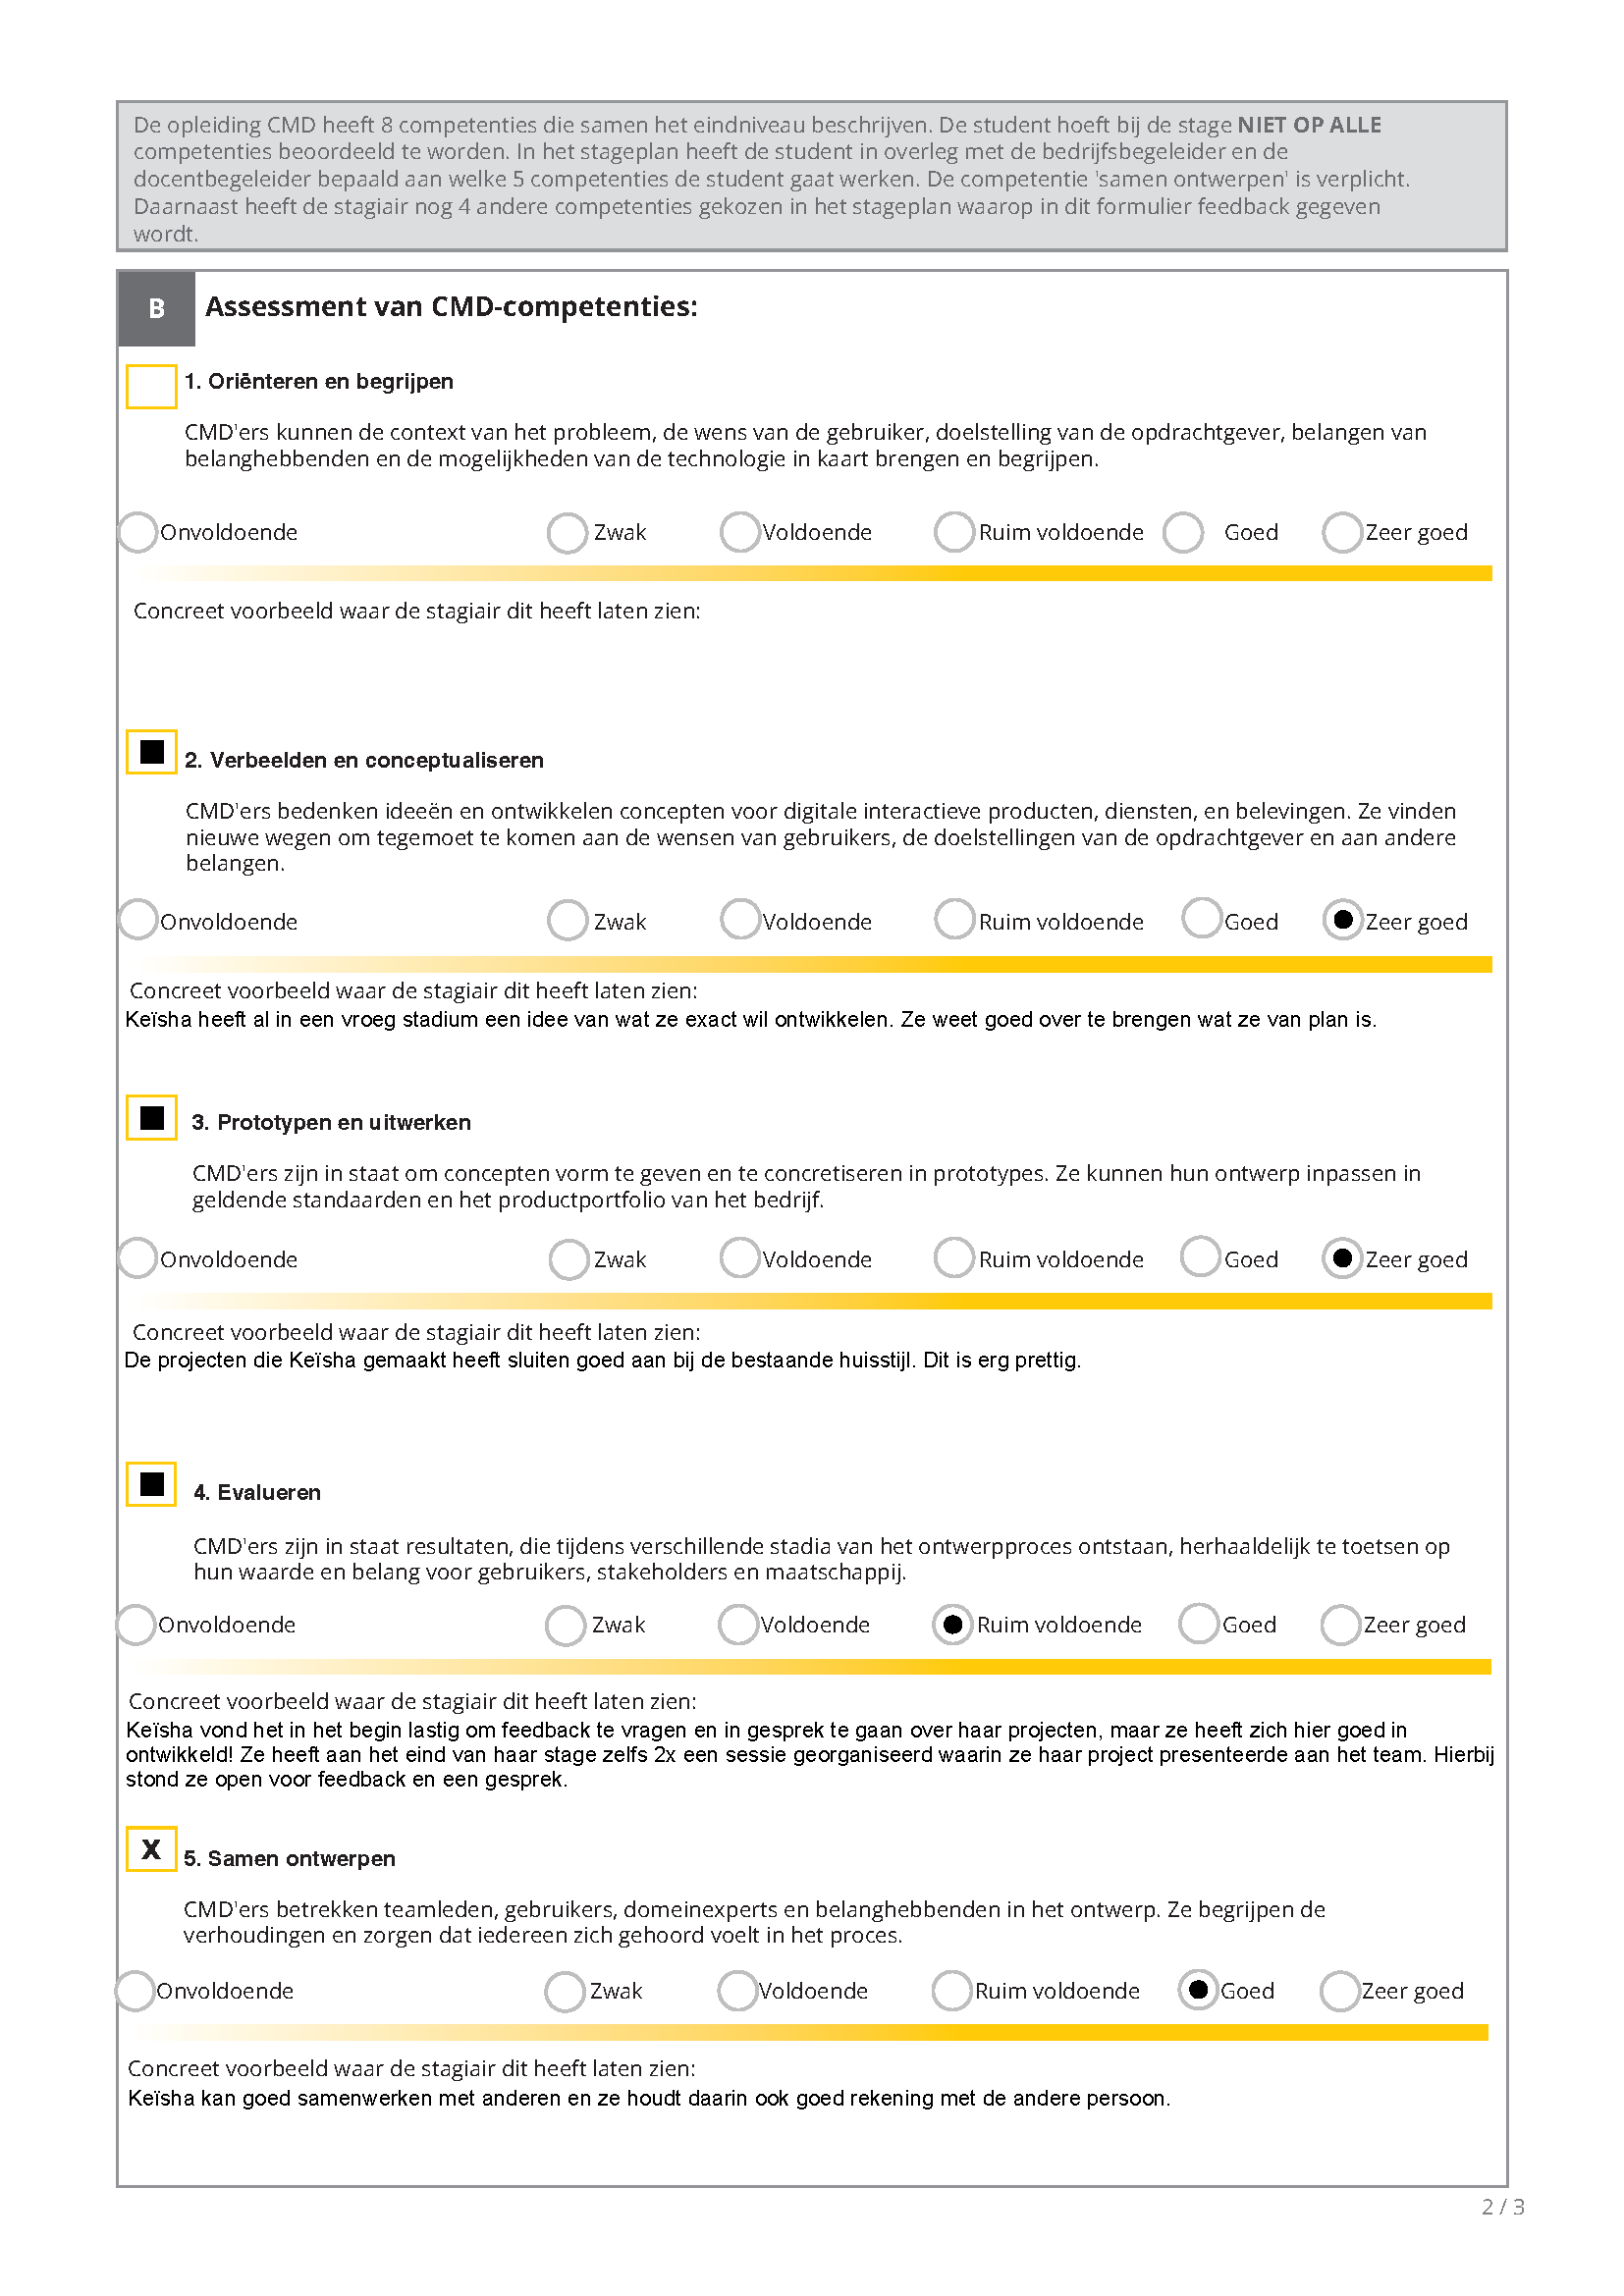 De opleiding CMD heeft 8 competenties die samen het eindniveau beschrijven. De student hoeft bij de stage NIET OP ALLE
competenties beoordeeld te worden. In het stageplan heeft de student in overleg met de bedrijfsbegeleider en de
docentbegeleider bepaald aan welke 5 competenties de student gaat werken. De competentie 'samen ontwerpen' is verplicht.
Daarnaast heeft de stagiair nog 4 andere competenties gekozen in het stageplan waarop in dit formulier feedback gegeven
wordt.
B Assessment van CMD-competenties:
1. Oriënteren en begrijpen
CMD'ers kunnen de context van het probleem, de wens van de gebruiker, doelstelling van de opdrachtgever, belangen van
belanghebbenden en de mogelijkheden van de technologie in kaart brengen en begrijpen.
Onvoldoende Zwak Voldoende Ruim voldoende Goed Zeer goed
Concreet voorbeeld waar de stagiair dit heeft laten zien:
2. Verbeelden en conceptualiseren
CMD'ers bedenken ideeën en ontwikkelen concepten voor digitale interactieve producten, diensten, en belevingen. Ze vinden
nieuwe wegen om tegemoet te komen aan de wensen van gebruikers, de doelstellingen van de opdrachtgever en aan andere
belangen.
Onvoldoende Zwak Voldoende Ruim voldoende Goed Zeer goed
Concreet voorbeeld waar de stagiair dit heeft laten zien:
Keïsha heeft al in een vroeg stadium een idee van wat ze exact wil ontwikkelen. Ze weet goed over te brengen wat ze van plan is.
3. Prototypen en uitwerken
CMD'ers zijn in staat om concepten vorm te geven en te concretiseren in prototypes. Ze kunnen hun ontwerp inpassen in
geldende standaarden en het productportfolio van het bedrijf.
Onvoldoende Zwak Voldoende Ruim voldoende Goed Zeer goed
Concreet voorbeeld waar de stagiair dit heeft laten zien:
De projecten die Keïsha gemaakt heeft sluiten goed aan bij de bestaande huisstijl. Dit is erg prettig.
4. Evalueren
CMD'ers zijn in staat resultaten, die tijdens verschillende stadia van het ontwerpproces ontstaan, herhaaldelijk te toetsen op
hun waarde en belang voor gebruikers, stakeholders en maatschappij.
Onvoldoende Zwak Voldoende Ruim voldoende Goed Zeer goed
Concreet voorbeeld waar de stagiair dit heeft laten zien:
Keïsha vond het in het begin lastig om feedback te vragen en in gesprek te gaan over haar projecten, maar ze heeft zich hier goed in
ontwikkeld! Ze heeft aan het eind van haar stage zelfs 2x een sessie georganiseerd waarin ze haar project presenteerde aan het team. Hierbij
stond ze open voor feedback en een gesprek.
X 5. Samen ontwerpen
CMD'ers betrekken teamleden, gebruikers, domeinexperts en belanghebbenden in het ontwerp. Ze begrijpen de
verhoudingen en zorgen dat iedereen zich gehoord voelt in het proces.
Onvoldoende Zwak Voldoende Ruim voldoende Goed Zeer goed
Concreet voorbeeld waar de stagiair dit heeft laten zien:
Keïsha kan goed samenwerken met anderen en ze houdt daarin ook goed rekening met de andere persoon.
2 / 3